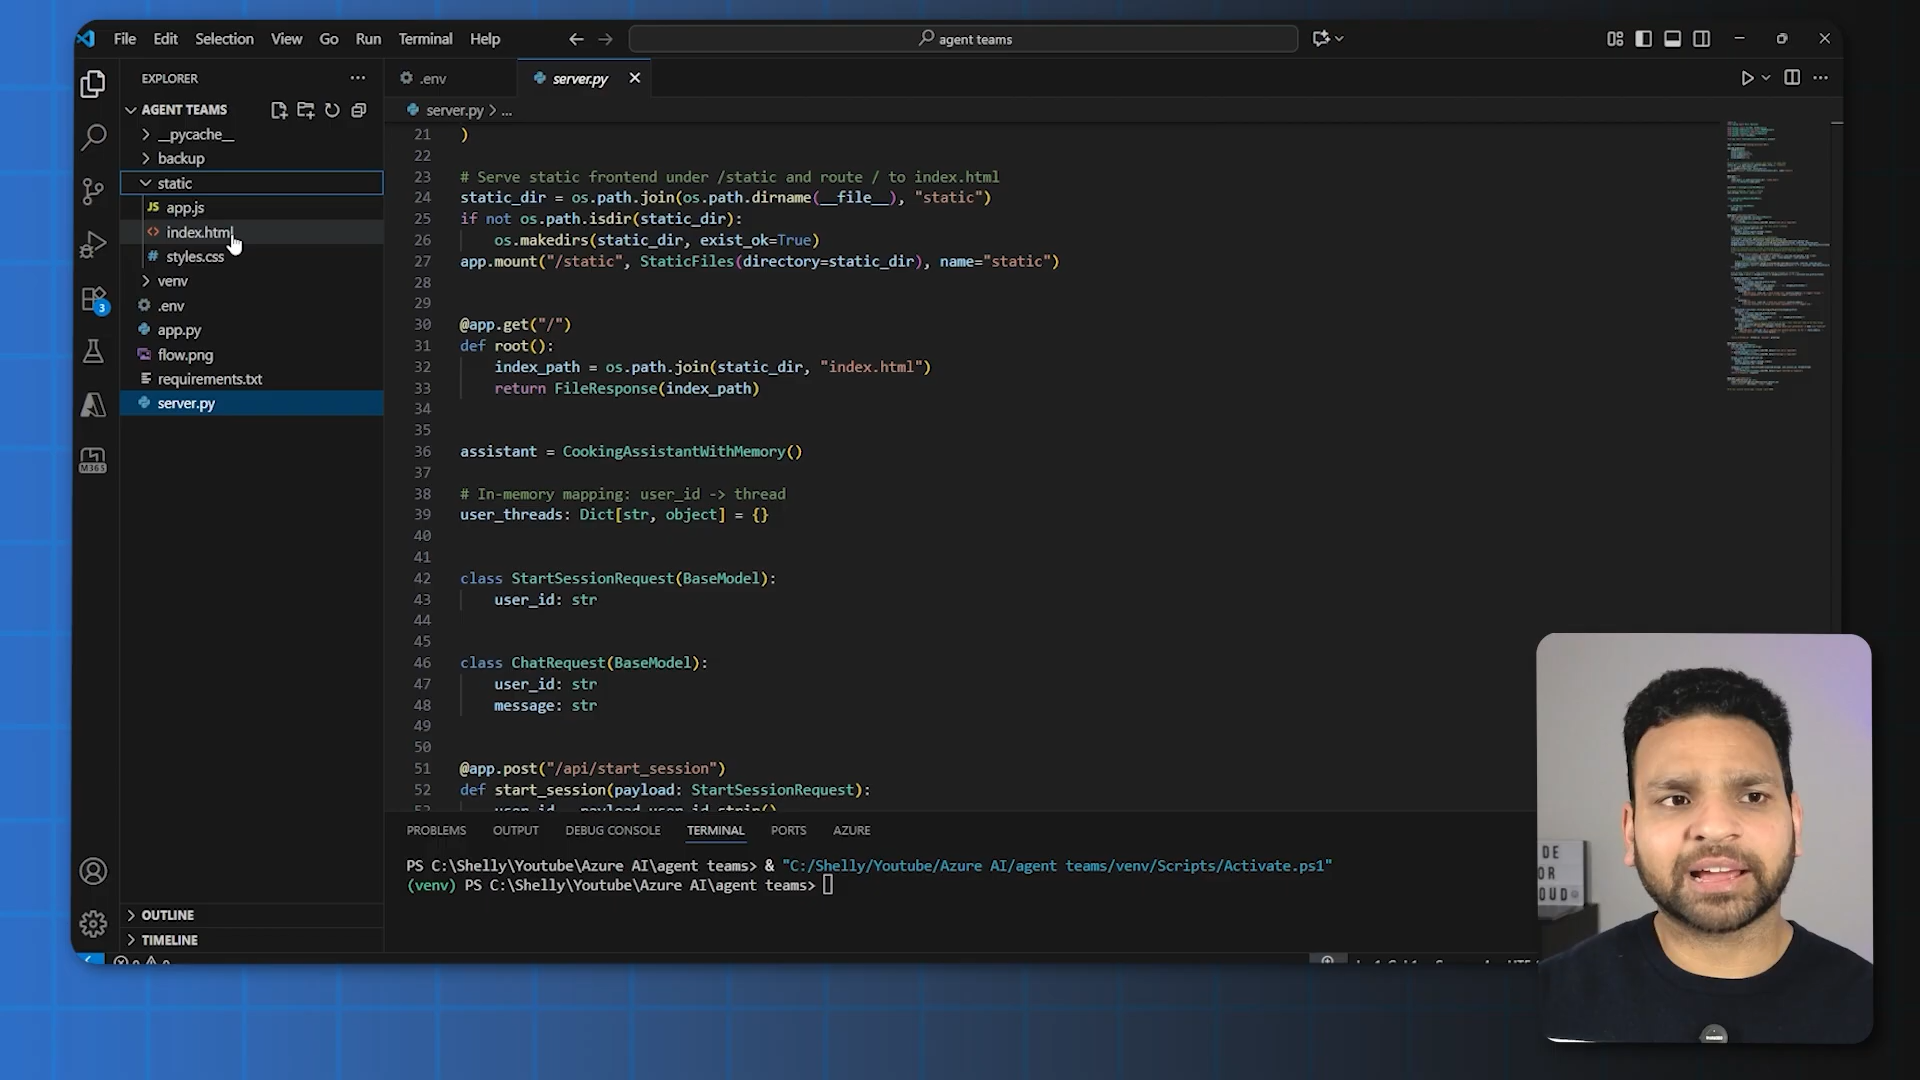 File Edit Selection View Go Run Terminal Help
agent teams
EXPLORER
AGENT TEAMS
__pycache__
backup
static
JS app.js
<> index.html
# styles.css
venv
.env
app.py
flow.png
requirements.txt
server.py
OUTLINE
TIMELINE
3
M365
.env
server.py
server.py > ...
21 )
22
23 # Serve static frontend under /static and route / to index.html
24 static_dir = os.path.join(os.path.dirname(__file__), "static")
25 if not os.path.isdir(static_dir):
26     os.makedirs(static_dir, exist_ok=True)
27 app.mount("/static", StaticFiles(directory=static_dir), name="static")
28
29
30 @app.get("/")
31 def root():
32     index_path = os.path.join(static_dir, "index.html")
33     return FileResponse(index_path)
34
35
36 assistant = CookingAssistantWithMemory()
37
38 # In-memory mapping: user_id -> thread
39 user_threads: Dict[str, object] = {}
40
41
42 class StartSessionRequest(BaseModel):
43     user_id: str
44
45
46 class ChatRequest(BaseModel):
47     user_id: str
48     message: str
49
50
51 @app.post("/api/start_session")
52 def start_session(payload: StartSessionRequest):
PROBLEMS OUTPUT DEBUG CONSOLE TERMINAL PORTS AZURE
PS C:\Shelly\Youtube\Azure AI\agent teams> & "C:/Shelly/Youtube/Azure AI/agent teams/venv/Scripts/Activate.ps1"
(venv) PS C:\Shelly\Youtube\Azure AI\agent teams>
DE
OR
OUD